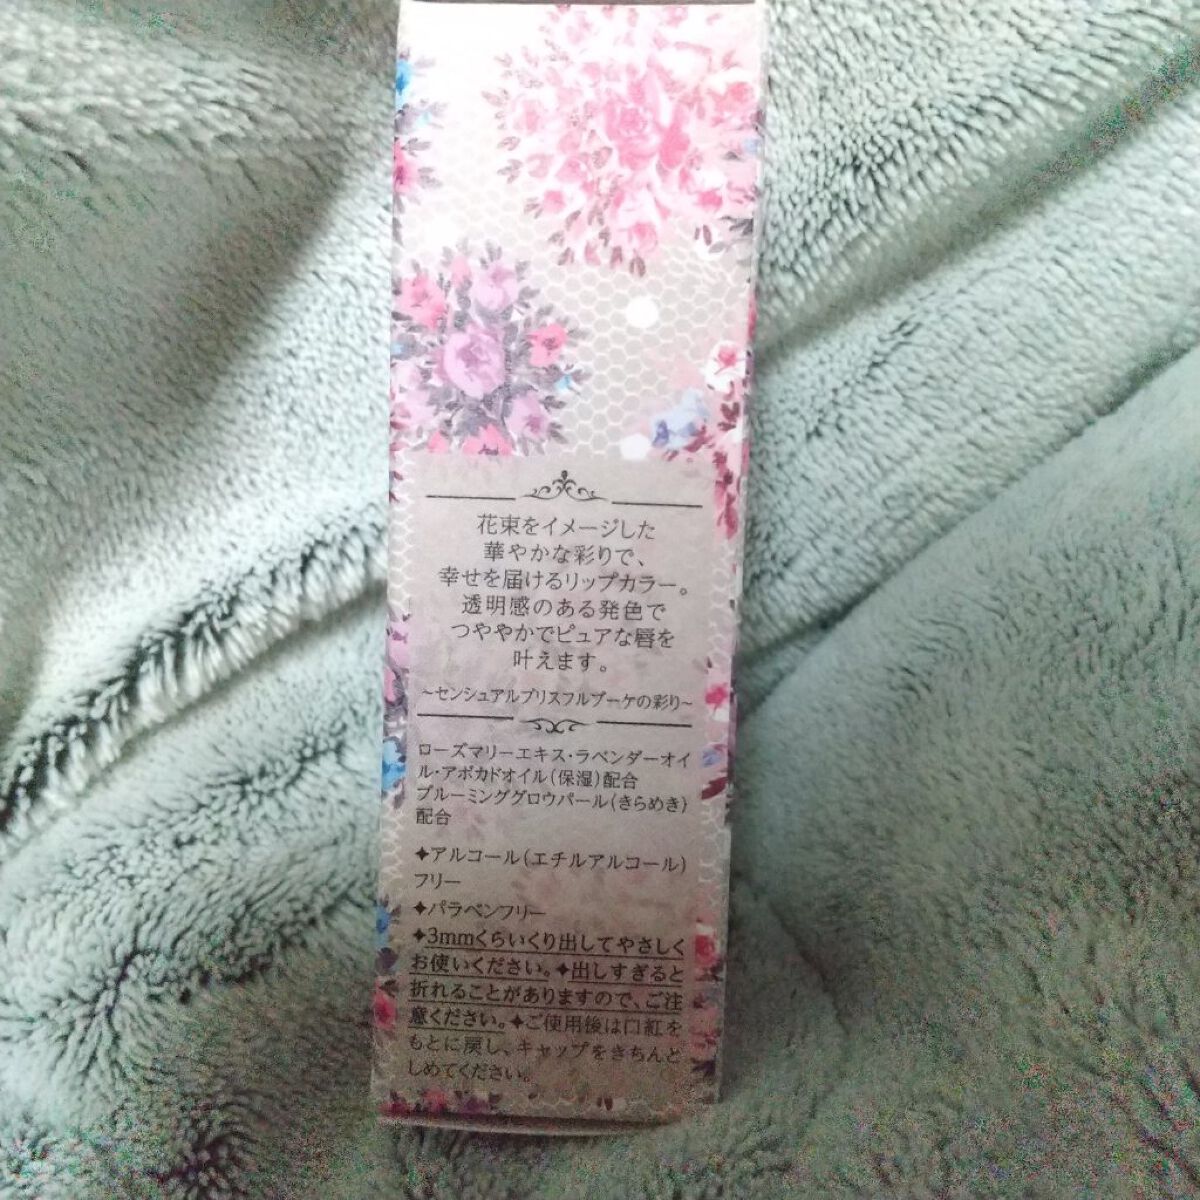 花束をイメージした
華やかな彩りで、
幸せを届けるリップカラー。
透明感のある発色で
つややかでピュアな唇を
叶えます。
~センシュアルブリスフルブーケの彩り~
ローズマリーエキス・ラベンダーオイ
ル・アボカドオイル(保湿)配合
ブルーミンググロウパール(きらめき)
配合
✦アルコール(エチルアルコール)
フリー
✦パラベンフリー
✦3mmくらいくり出してやさしく
お使いください。✦出しすぎると
折れることがありますので、ご注
意ください。✦ご使用後は口紅を
もとに戻し、キャップをきちんと
しめてください。